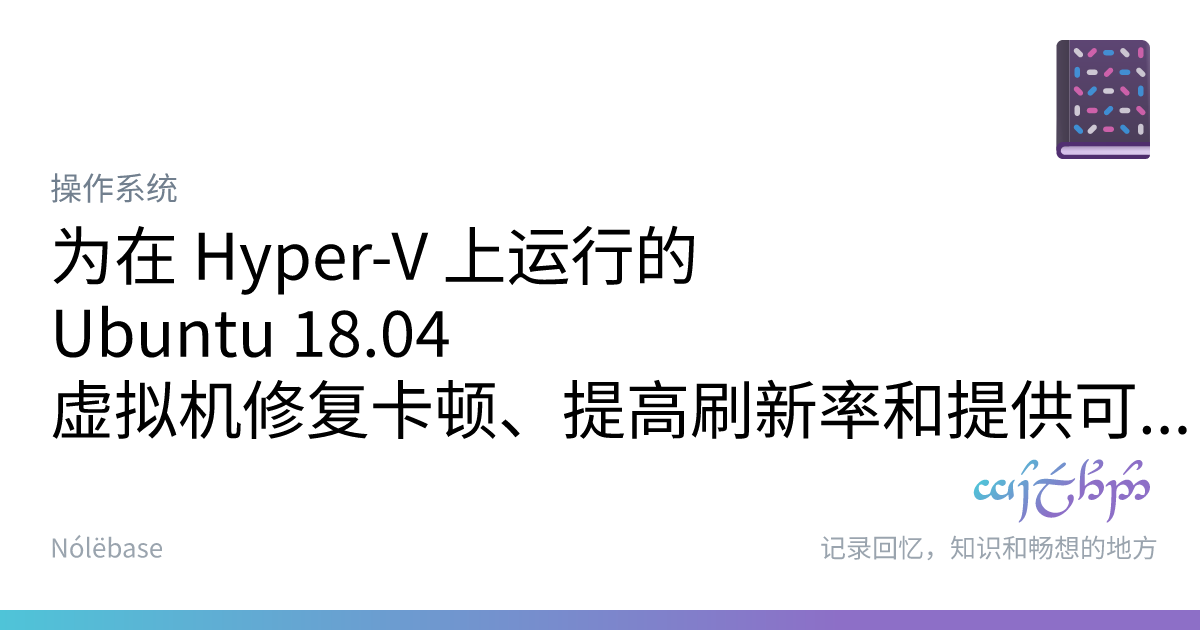 操作系统
为在 Hyper-V 上运行的
Ubuntu 18.04
虚拟机修复卡顿、提高刷新率和提供可...
Nólëbase
记录回忆，知识和畅想的地方